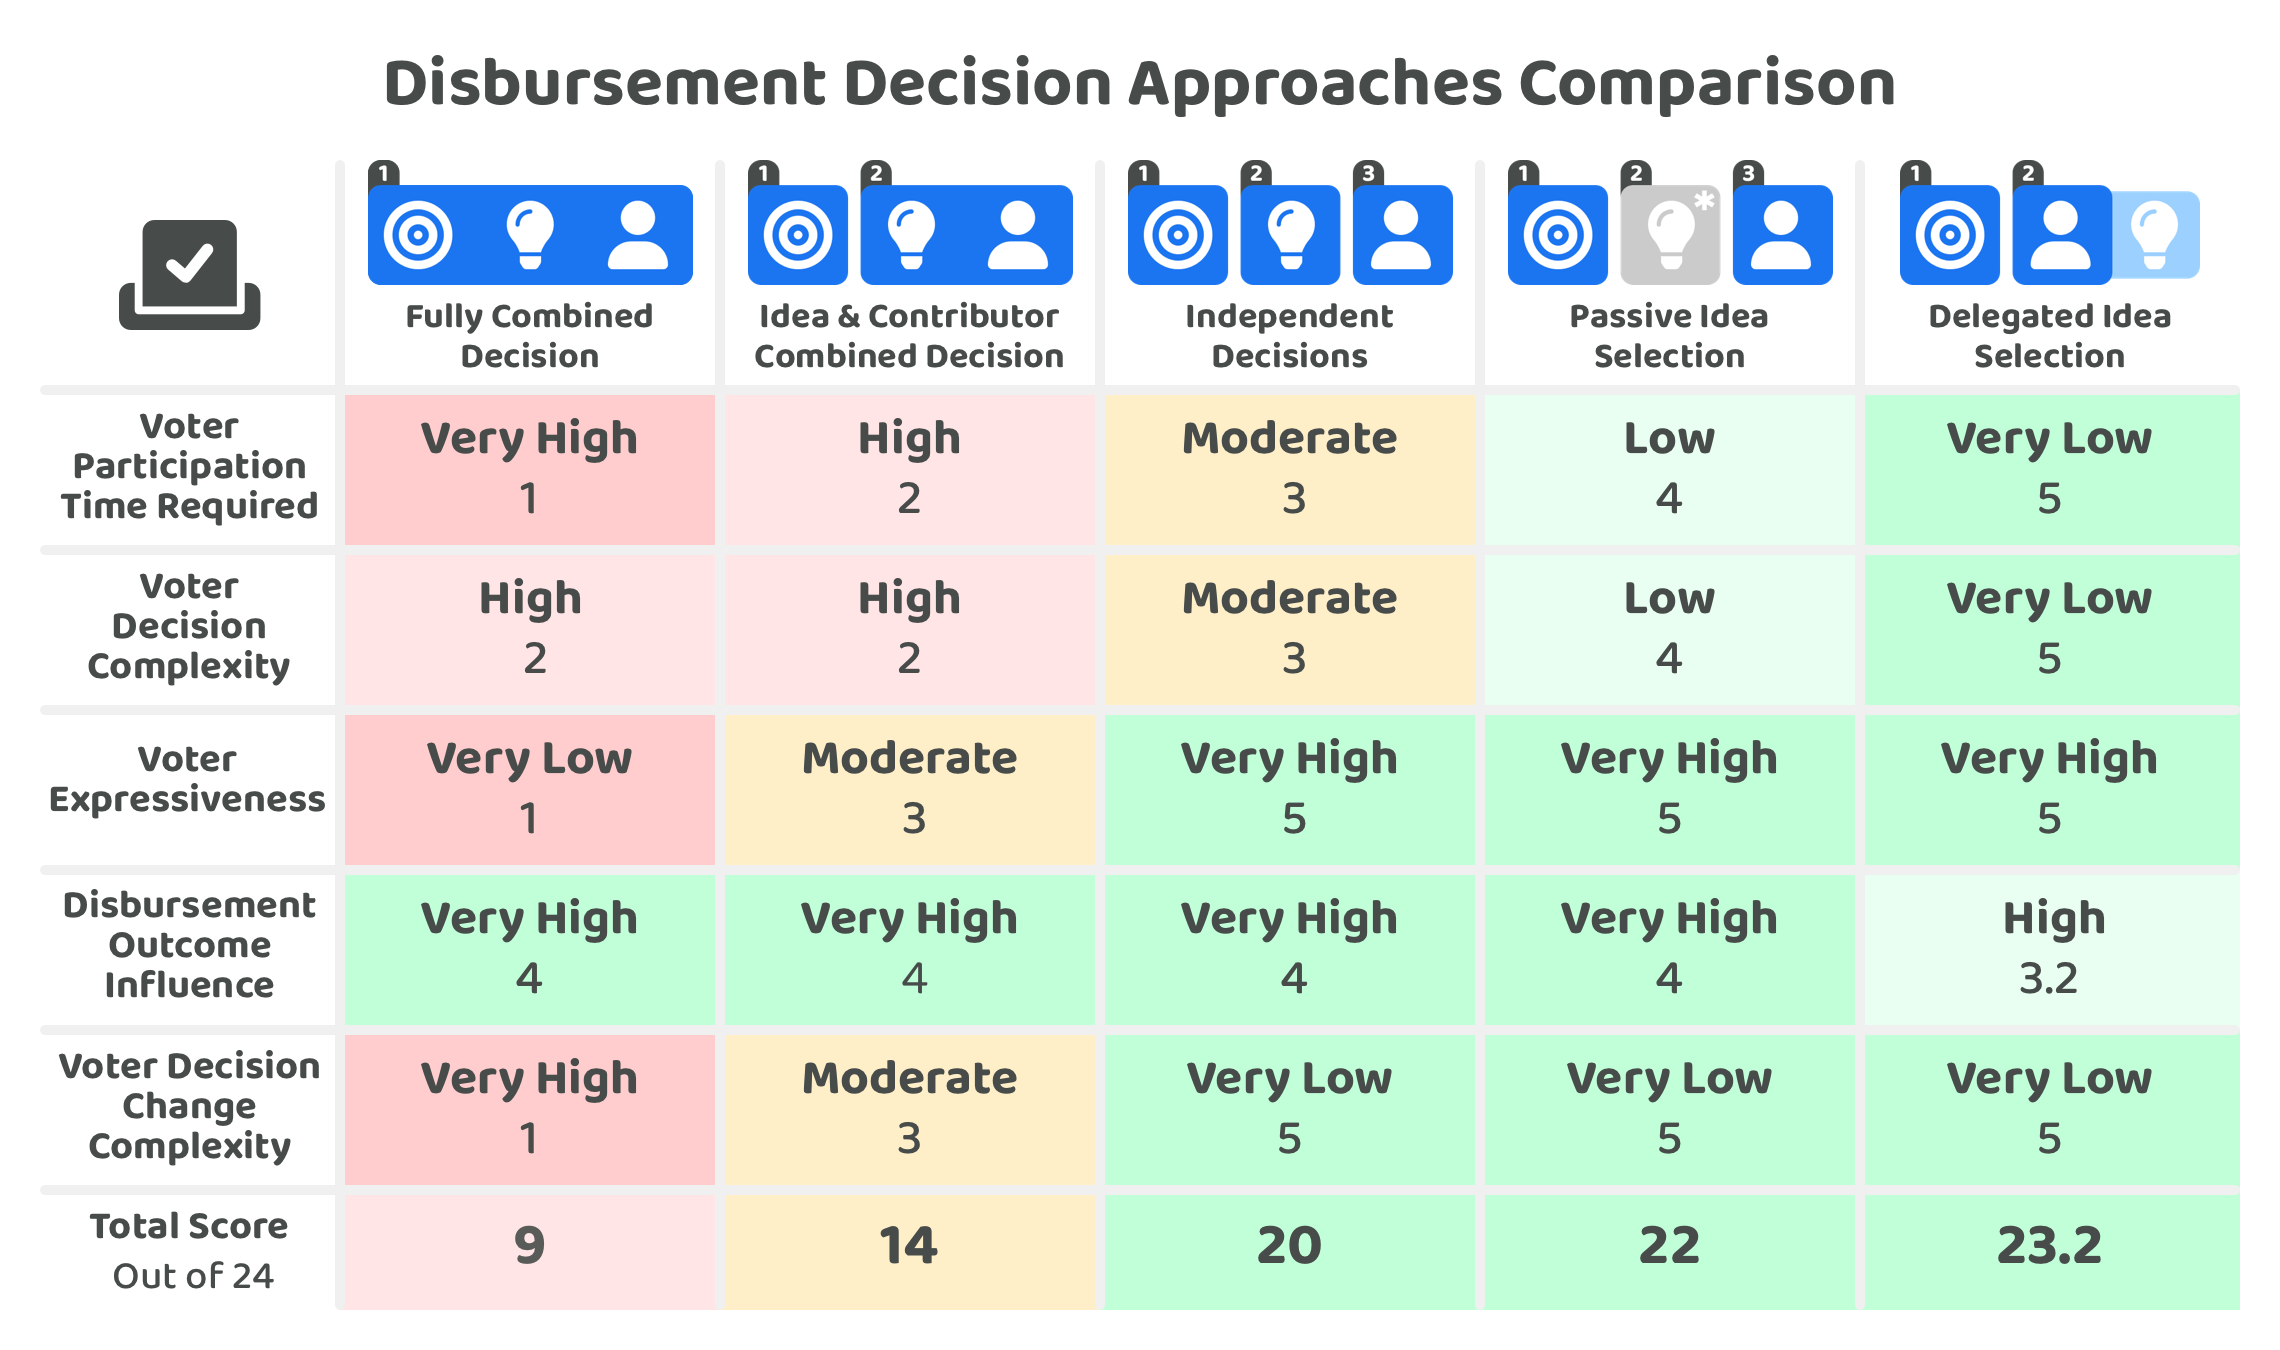 Disbursement Decision Approaches Comparison
1
1 2
1 2 3
1 2 * 3
1 2
Fully Combined
Decision
Idea & Contributor
Combined Decision
Independent
Decisions
Passive Idea
Selection
Delegated Idea
Selection
Voter
Participation
Time Required
Very High
1
High
2
Moderate
3
Low
4
Very Low
5
Voter
Decision
Complexity
High
2
High
2
Moderate
3
Low
4
Very Low
5
Voter
Expressiveness
Very Low
1
Moderate
3
Very High
5
Very High
5
Very High
5
Disbursement
Outcome
Influence
Very High
4
Very High
4
Very High
4
Very High
4
High
3.2
Voter Decision
Change
Complexity
Very High
1
Moderate
3
Very Low
5
Very Low
5
Very Low
5
Total Score
Out of 24
9
14
20
22
23.2